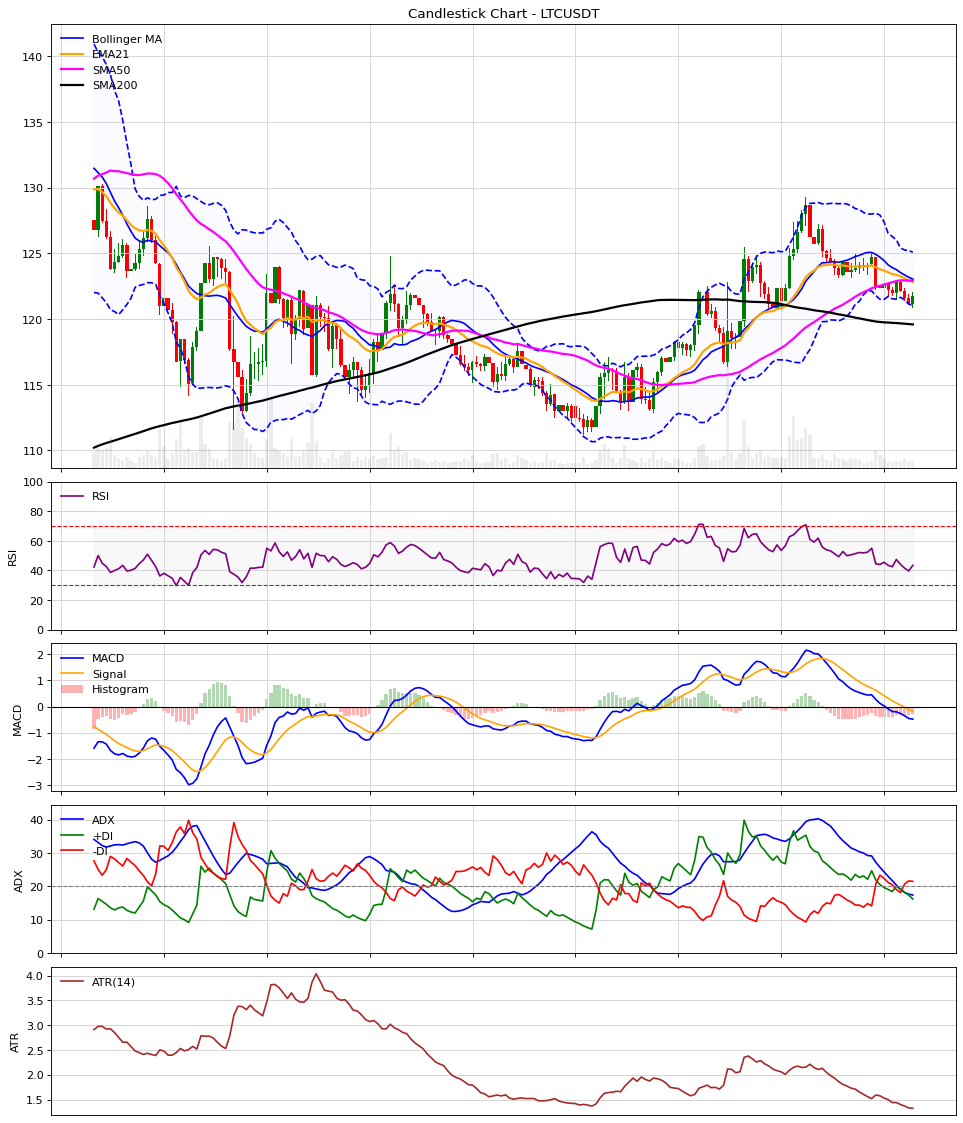 Candlestick Chart - LTCUSDT
Bollinger MA
EMA21
SMA50
SMA200
140
135
130
125
120
115
110
RSI
100
80
60
40
20
0
RSI
MACD
Signal
Histogram
2
1
0
−1
−2
−3
MACD
ADX
+DI
-DI
40
30
20
10
0
ADX
ATR(14)
4.0
3.5
3.0
2.5
2.0
1.5
ATR